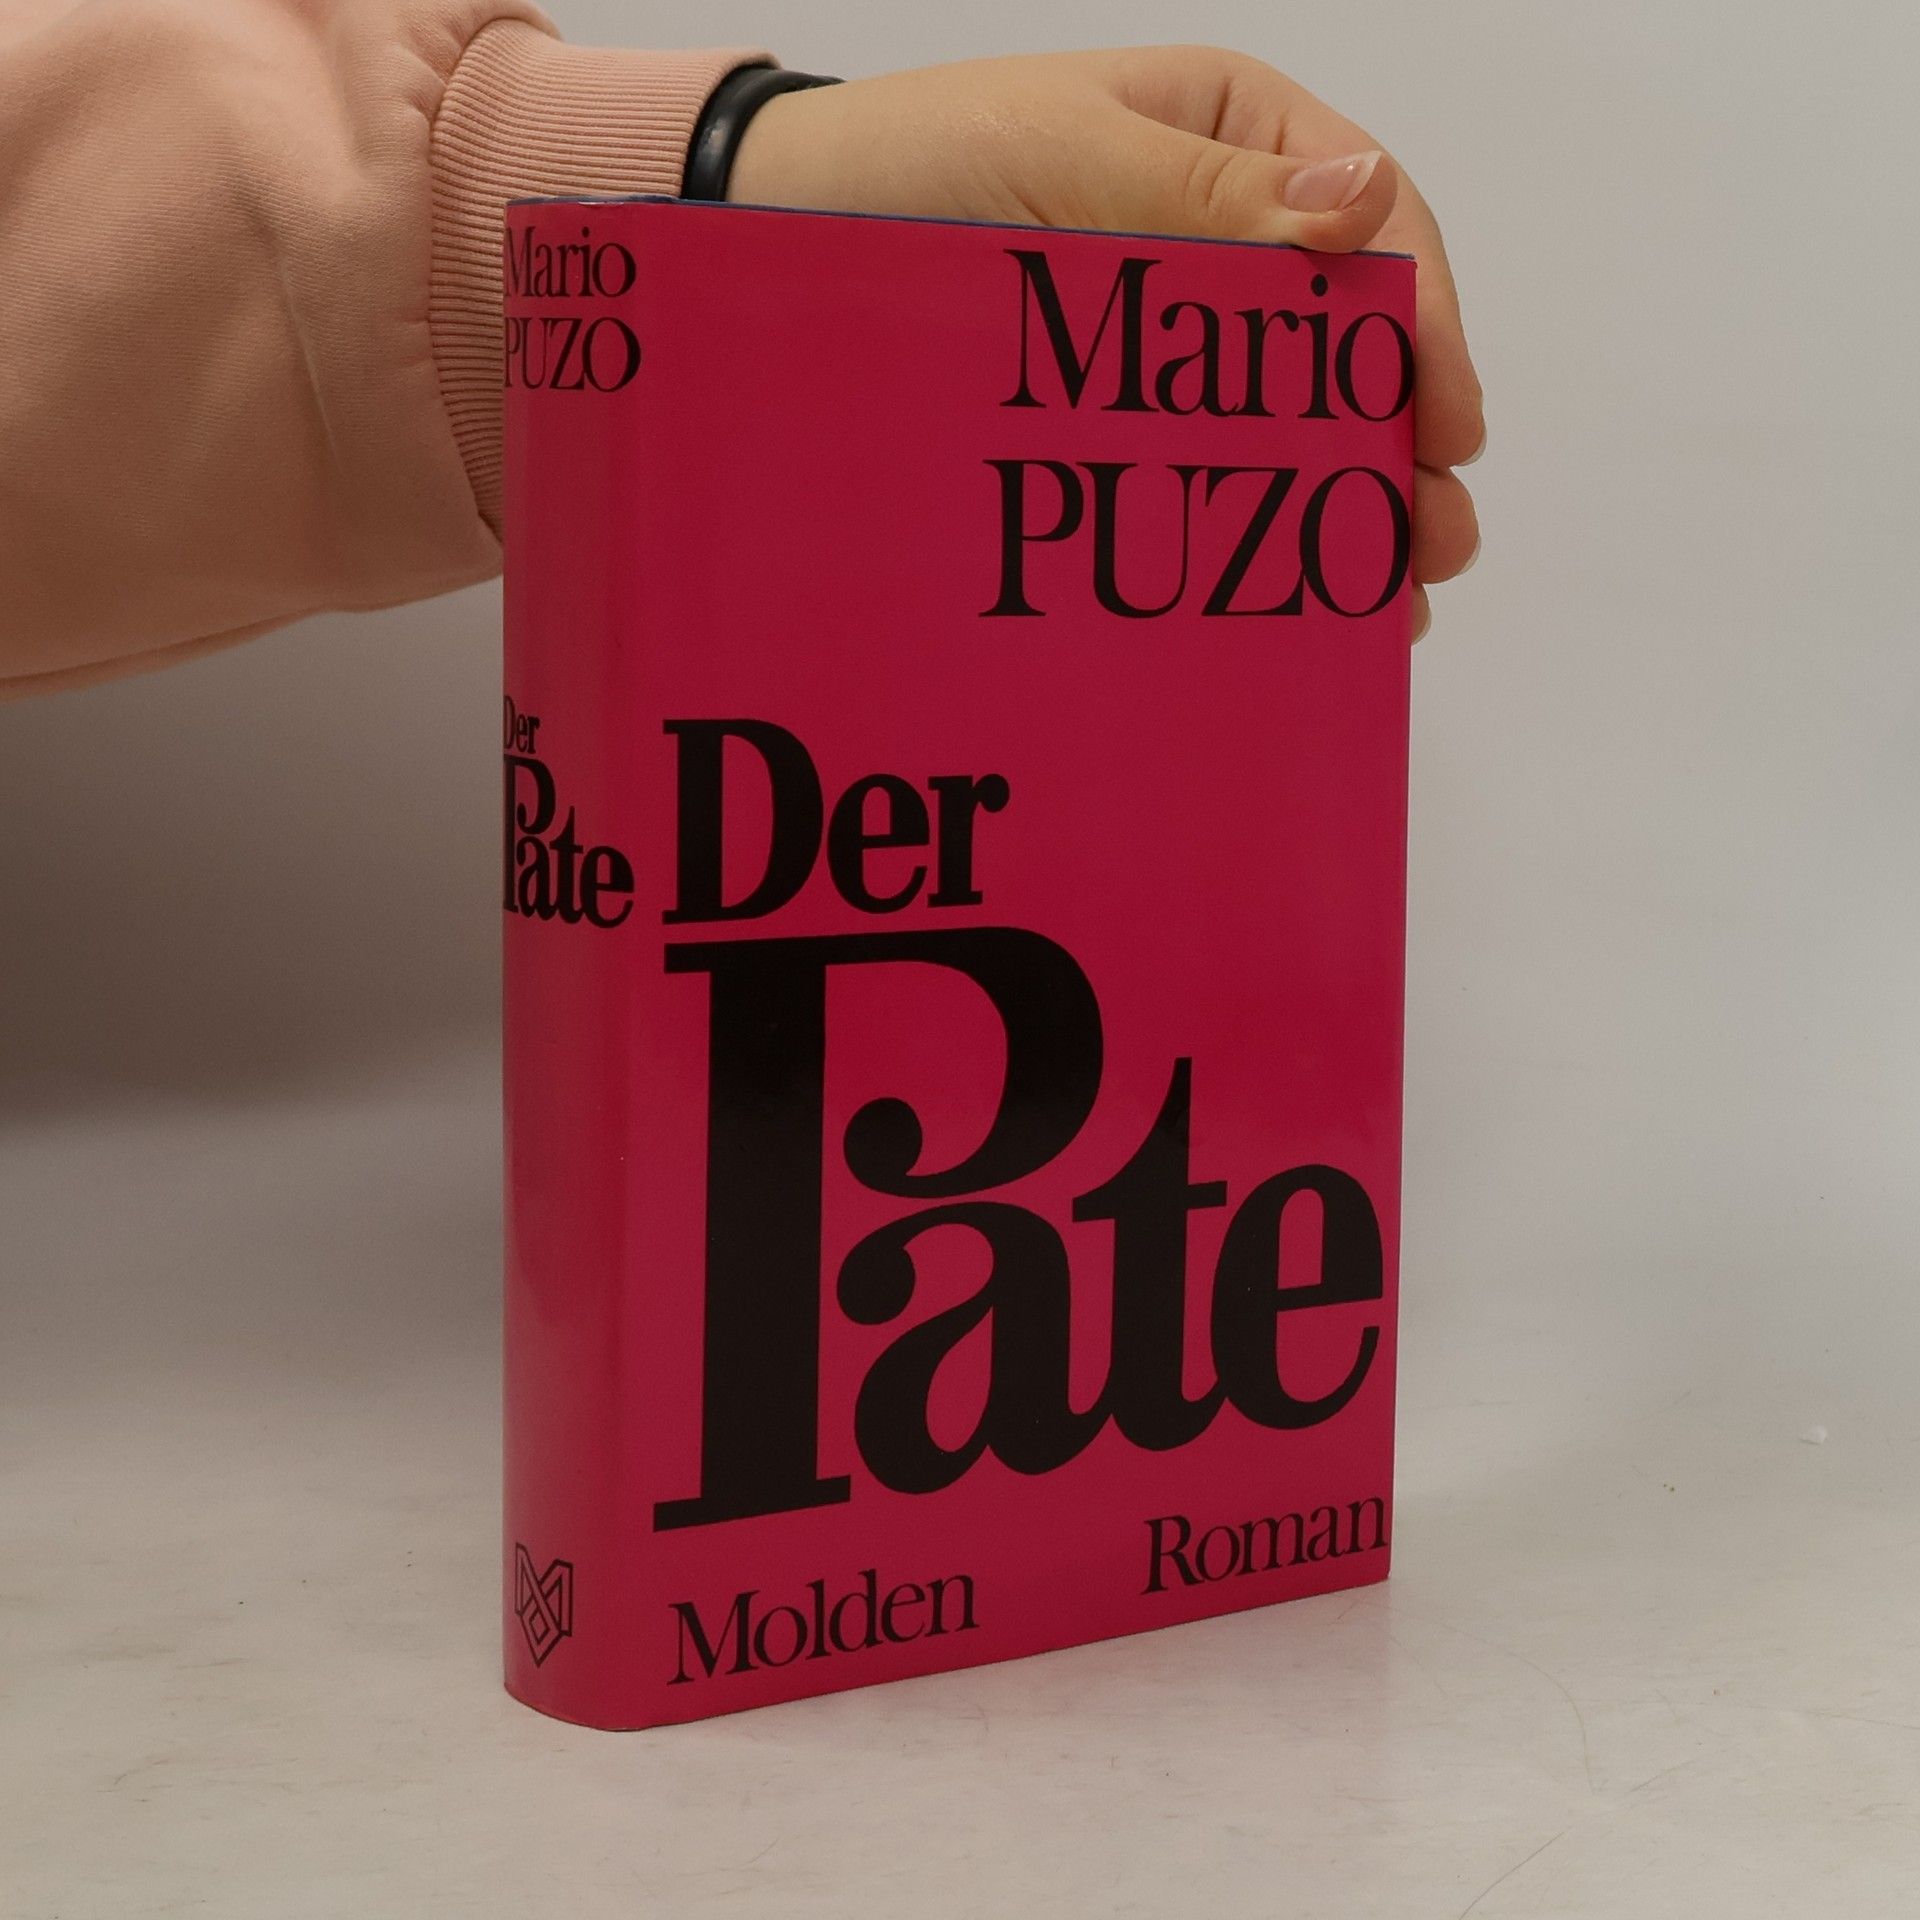 Mario
PUZO
Der
Pate
Mario
PUZO
Der
Pate
Molden
Roman